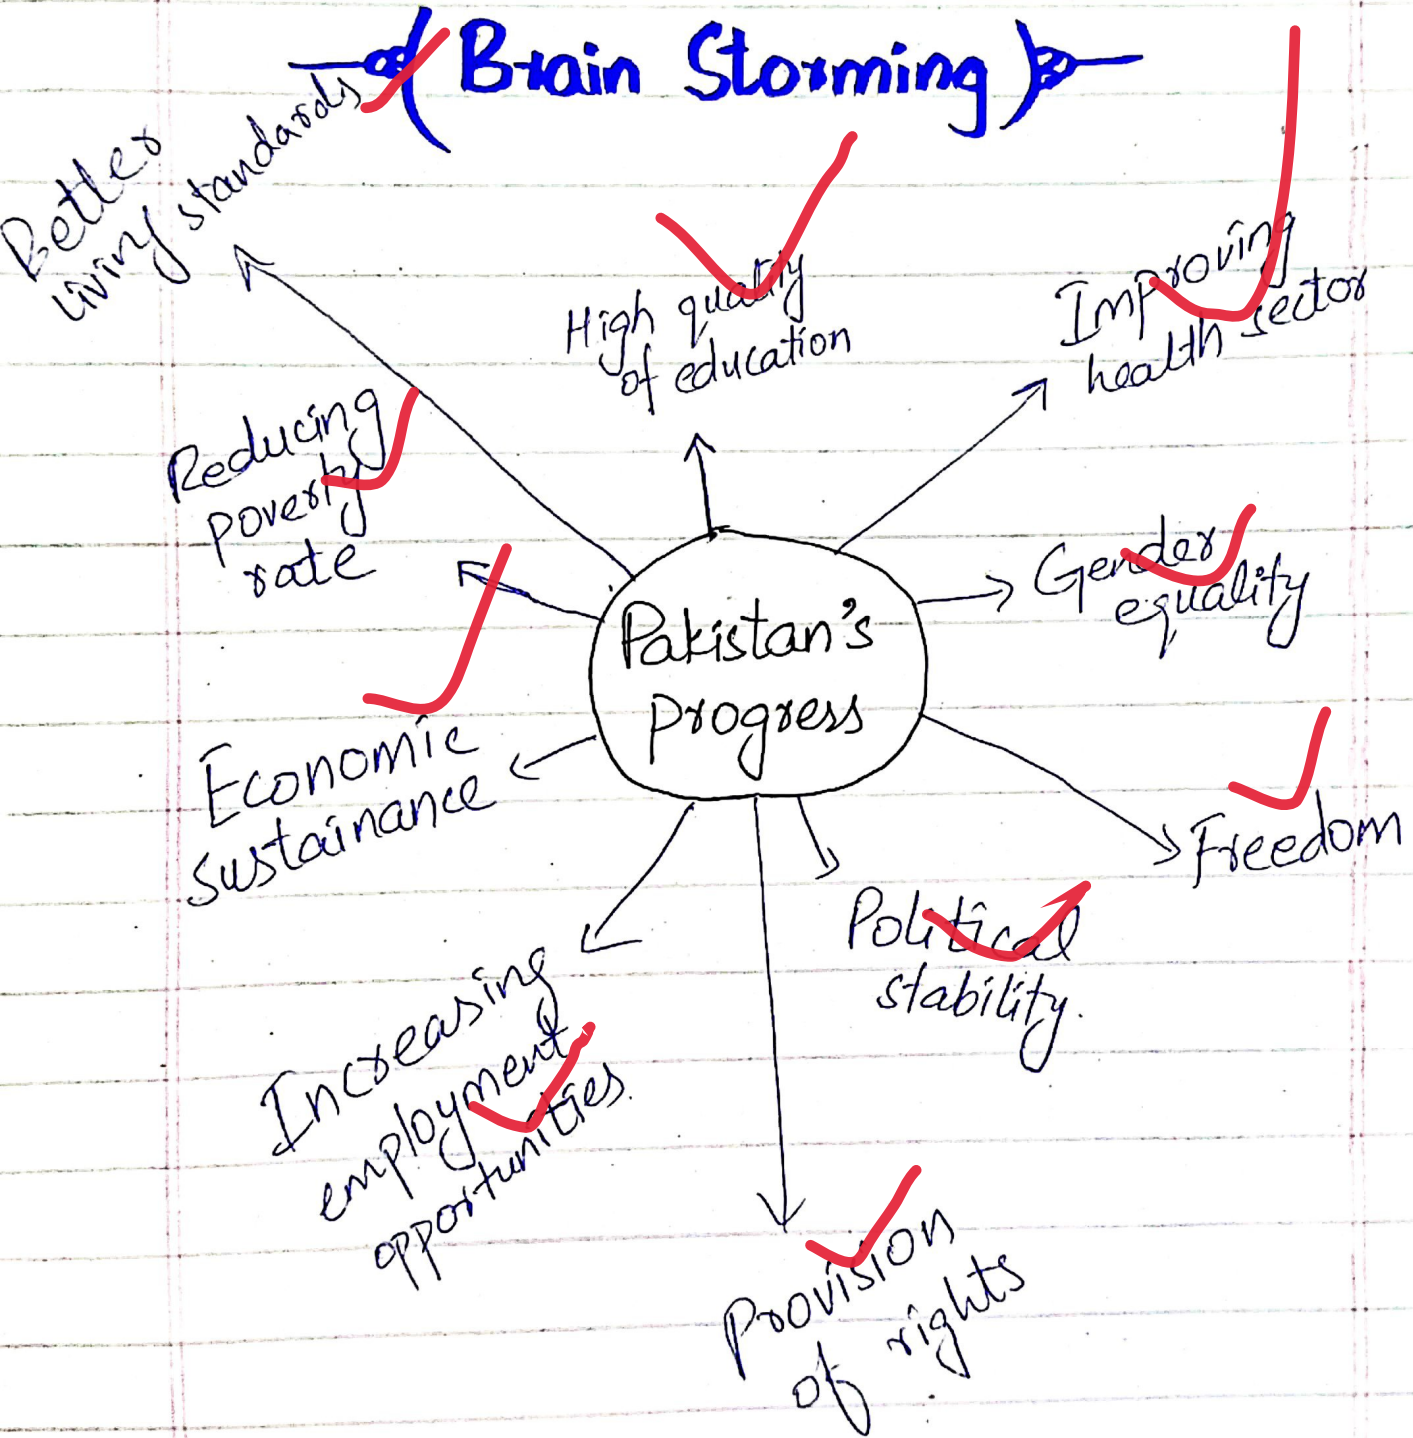 Brain Storming
Better
living standards
High quality
of education
Improving
health sector
Reducing
poverty
rate
Gender
equality
Pakistan's
progress
Economic
sustainance
Freedom
Political
stability.
Increasing
employment
opportunities.
Provision
of rights